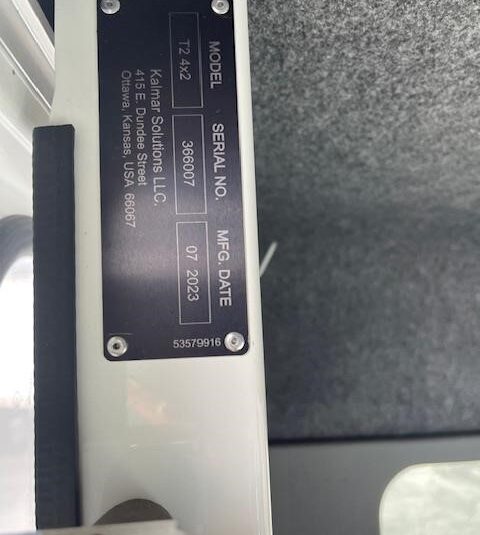 MODEL SERIAL NO. MFG. DATE
T2 4x2 366007 07 2023
Kalmar Solutions LLC.
415 E. Dundee Street
Ottawa, Kansas, USA 66067
53579916